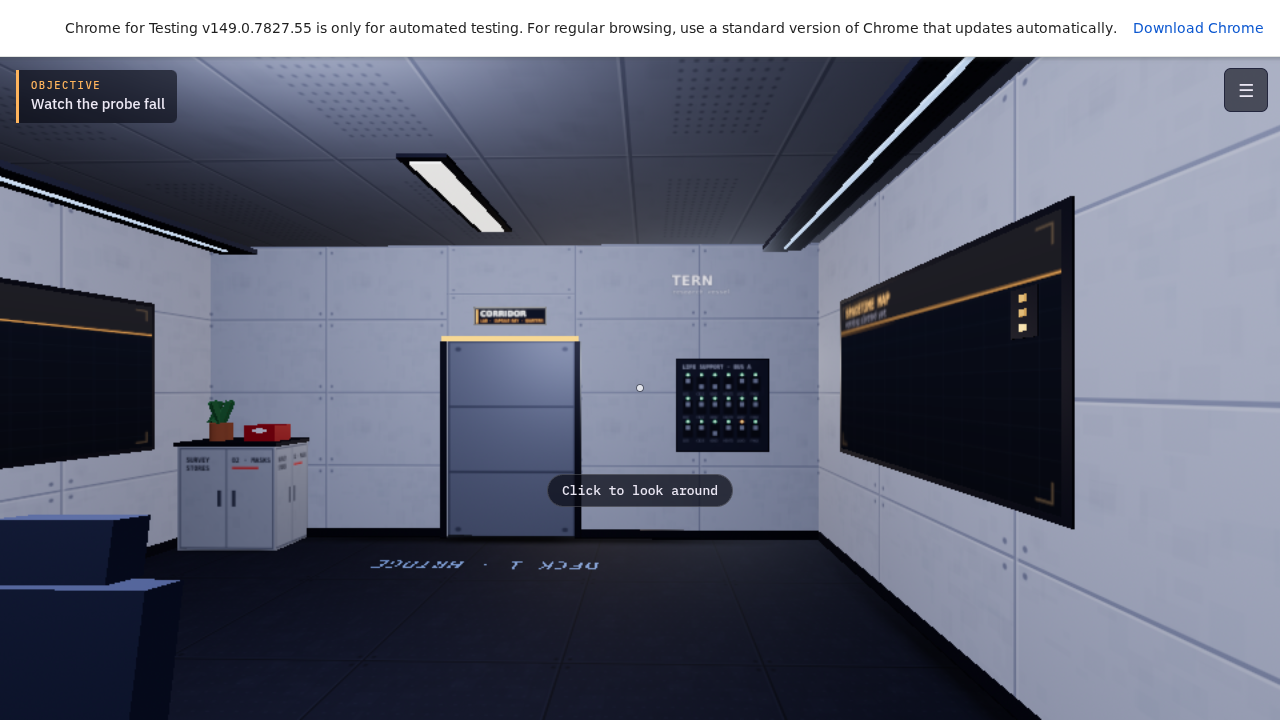 Chrome for Testing v149.0.7827.55 is only for automated testing. For regular browsing, use a standard version of Chrome that updates automatically. Download Chrome
OBJECTIVE
Watch the probe fall
TERN
CORRIDOR
LIFE SUPPORT - BUS A
SPACETIME MAP
SURVEY
STORES
O2 - MASKS
Click to look around
DECK 1 · BRIDGE